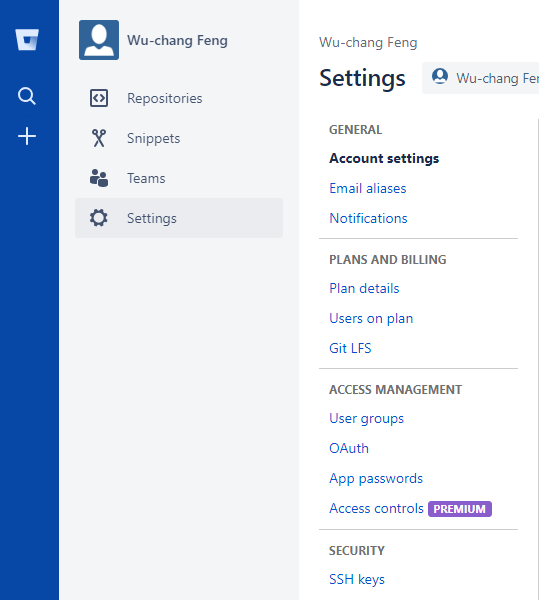 Wu-chang Feng
Repositories
Snippets
Teams
Settings
Wu-chang Feng
Settings
Wu-chang Fer
GENERAL
Account settings
Email aliases
Notifications
PLANS AND BILLING
Plan details
Users on plan
Git LFS
ACCESS MANAGEMENT
User groups
OAuth
App passwords
Access controls PREMIUM
SECURITY
SSH keys